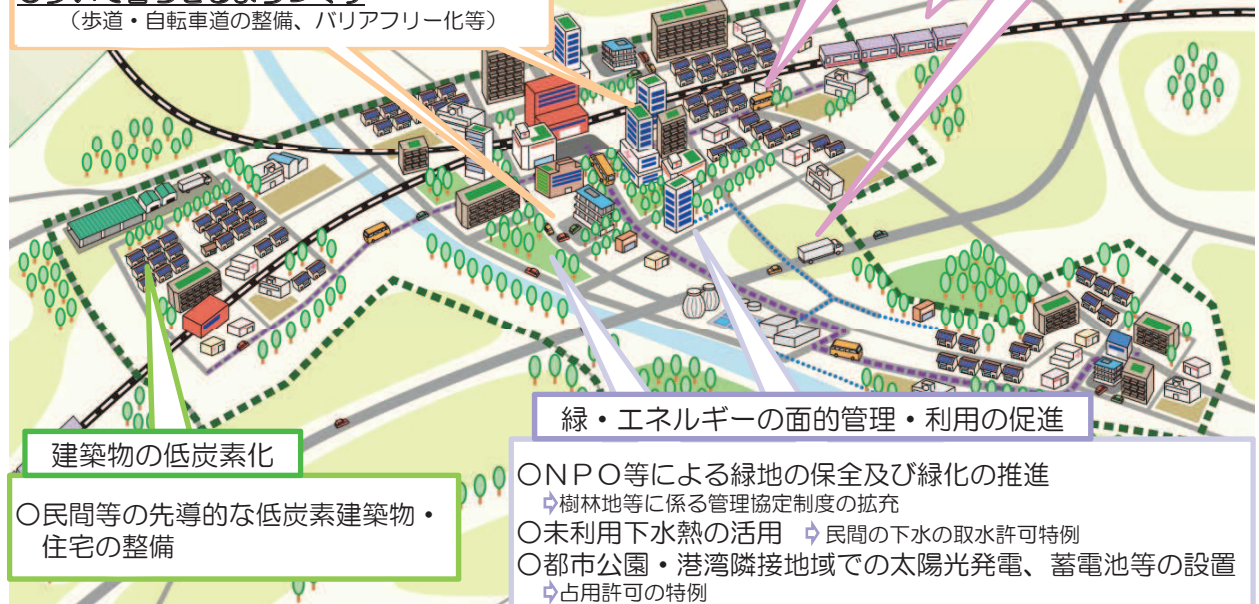 （歩道・自転車道の整備、バリアフリー化等）
建築物の低炭素化
〇民間等の先導的な低炭素建築物・
住宅の整備
緑・エネルギーの面的管理・利用の促進
〇ＮＰＯ等による緑地の保全及び緑化の推進
⇨樹林地等に係る管理協定制度の拡充
〇未利用下水熱の活用 ⇨民間の下水の取水許可特例
〇都市公園・港湾隣接地域での太陽光発電、蓄電池等の設置
⇨占用許可の特例